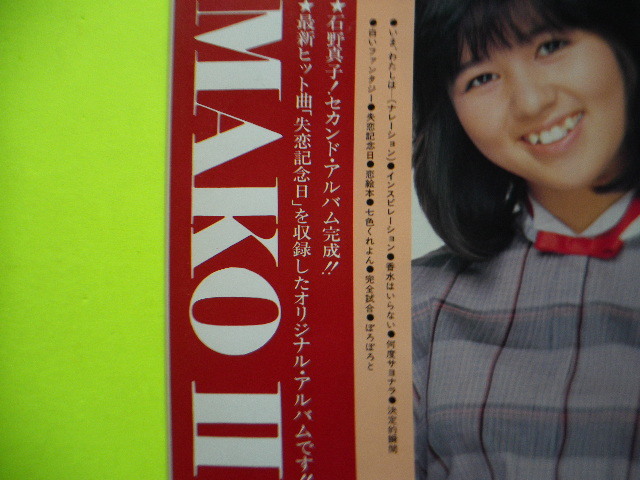 ●いま、わたしは―(ナレーション)●インスピレーション●香水はいらない●何度サヨナラ●決定的瞬間
●白いファンタジー●失恋記念日●恋絵本●七色くれよん●完全試合●ぽろぽろと
★石野真子!セカンド・アルバム完成!!
★最新ヒット曲「失恋記念日」を収録したオリジナル・アルバムです!!
MAKO II